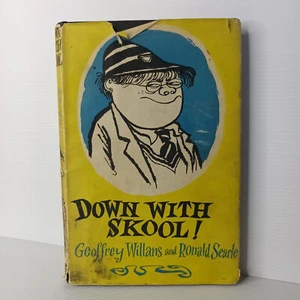 DOWN WITH
SKOOL!
Geoffrey Willans and Ronald Searle